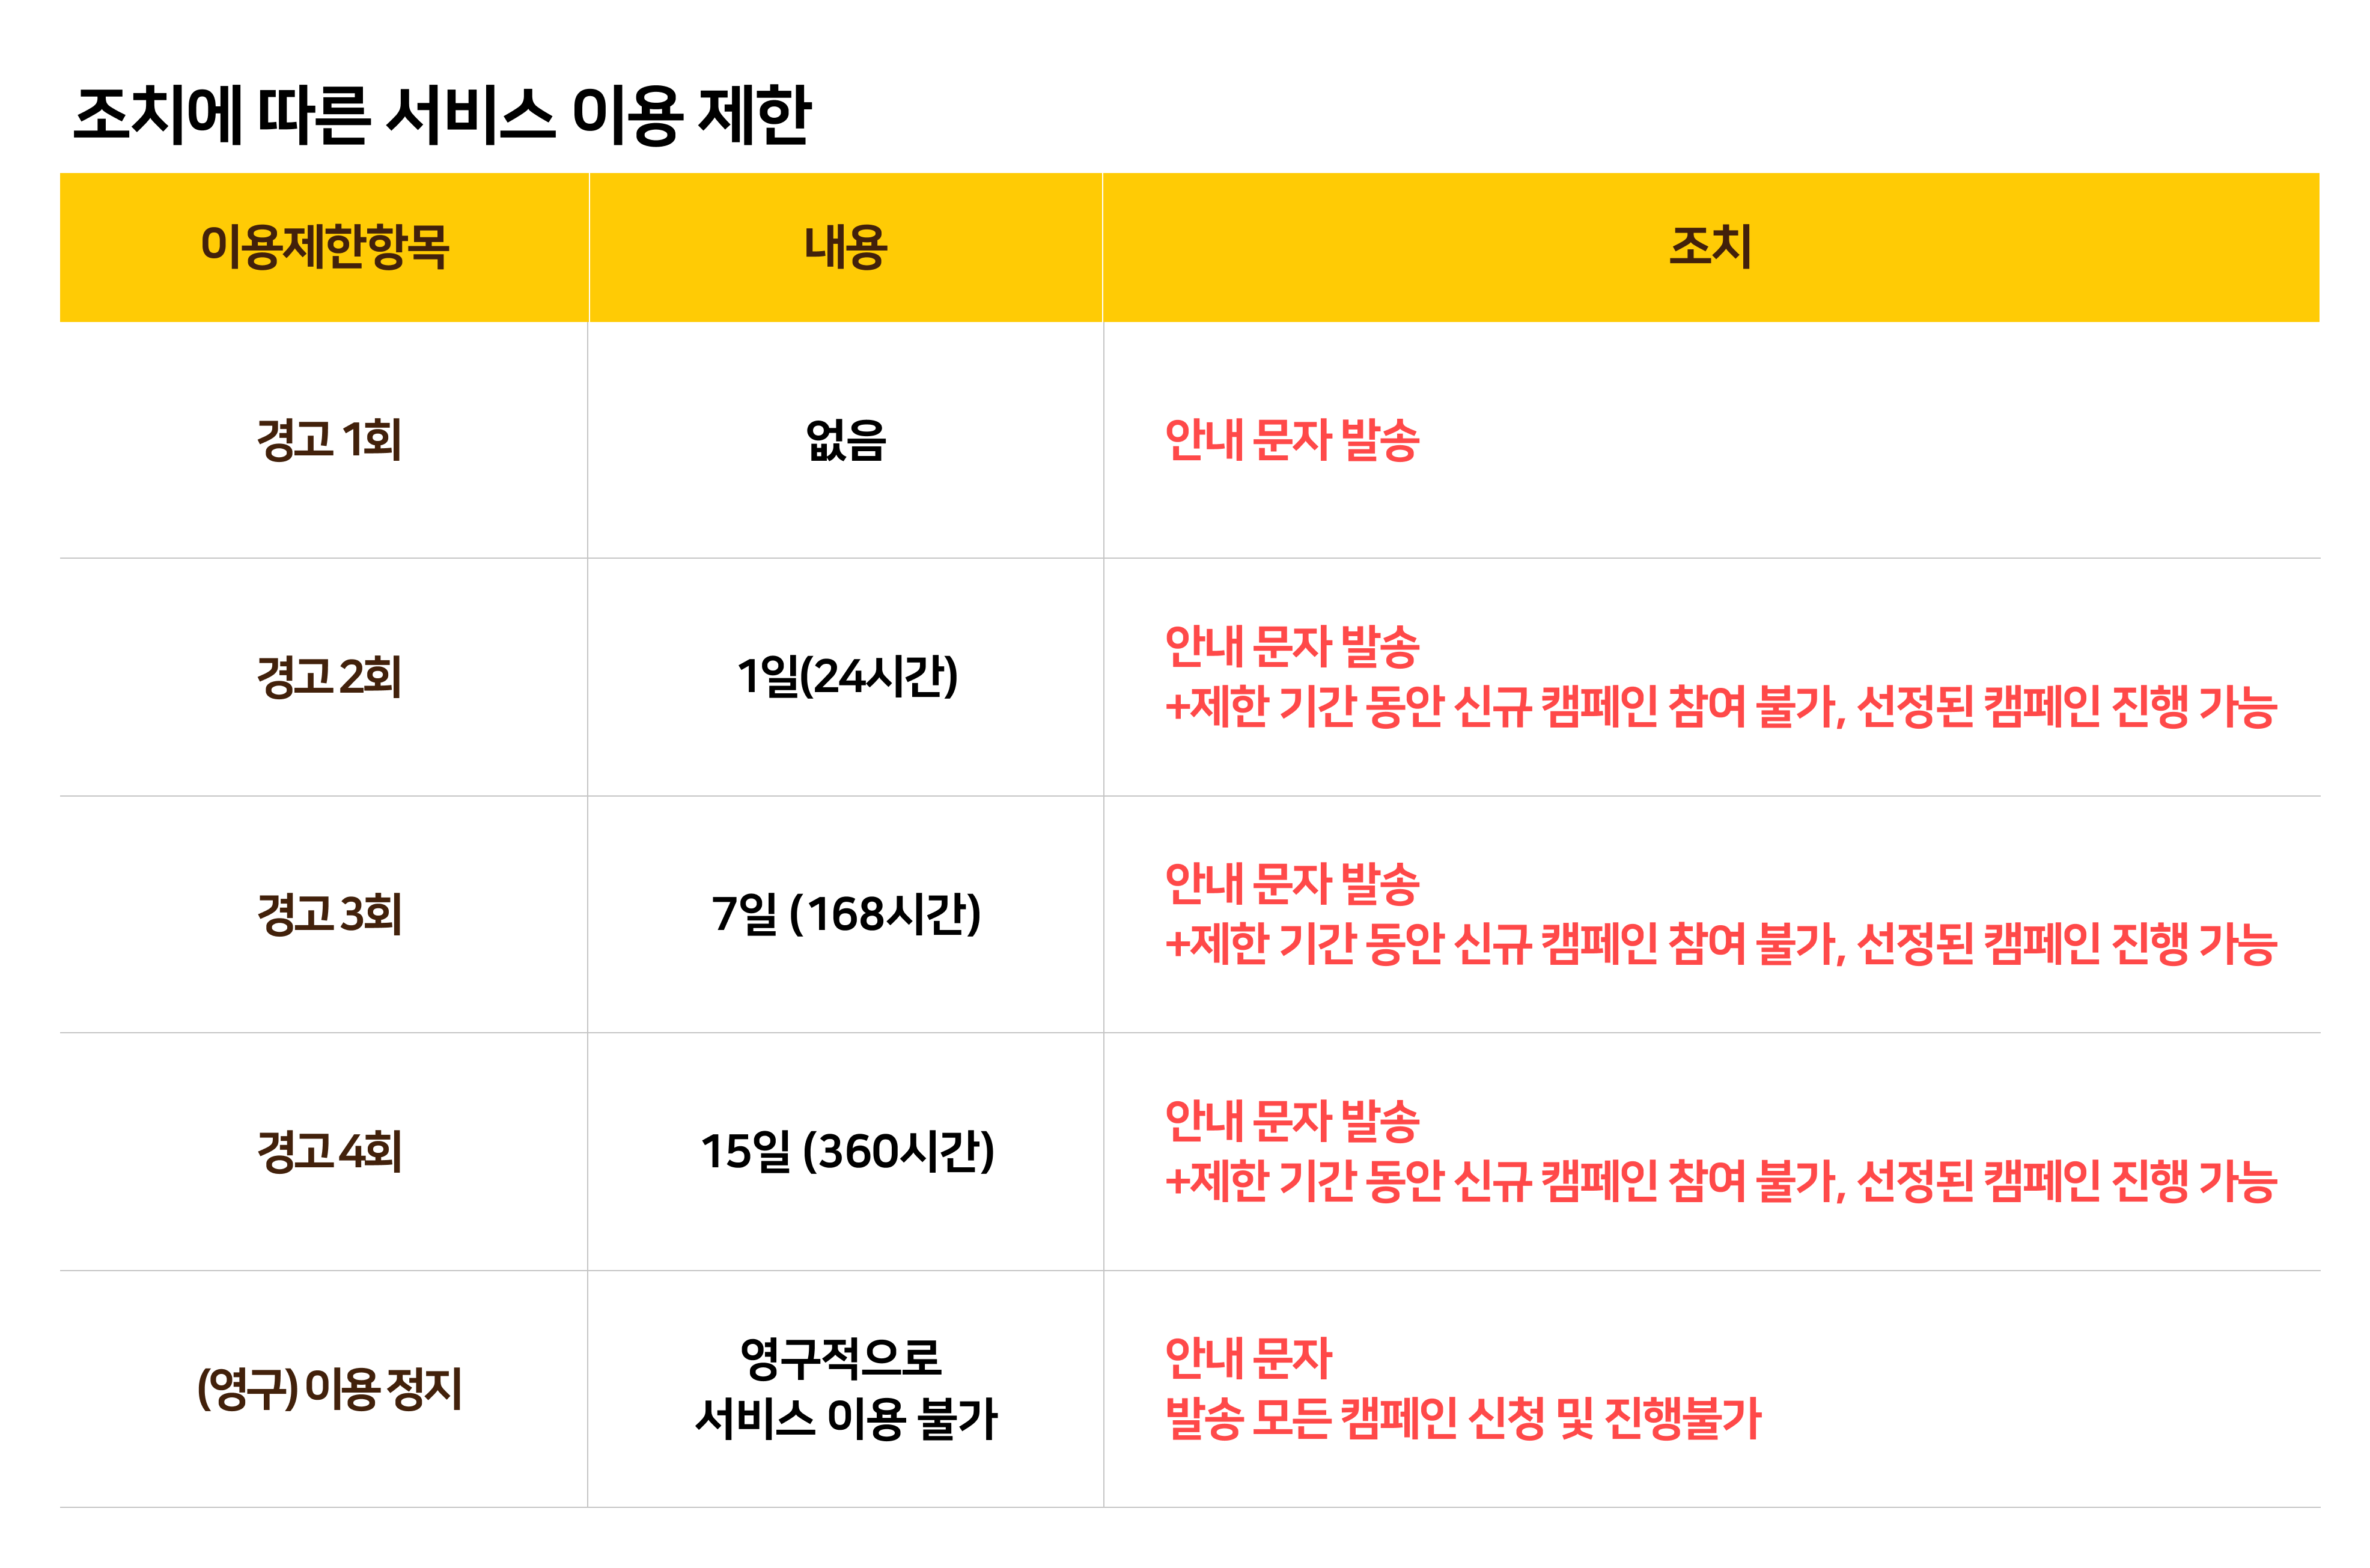 조치에 따른 서비스 이용 제한
이용제한항목 내용 조치
경고 1회 없음 안내 문자 발송
경고 2회 1일(24시간) 안내 문자 발송
+제한 기간 동안 신규 캠페인 참여 불가, 선정된 캠페인 진행 가능
경고 3회 7일 (168시간) 안내 문자 발송
+제한 기간 동안 신규 캠페인 참여 불가, 선정된 캠페인 진행 가능
경고 4회 15일 (360시간) 안내 문자 발송
+제한 기간 동안 신규 캠페인 참여 불가, 선정된 캠페인 진행 가능
(영구) 이용 정지
영구적으로
서비스 이용 불가
안내 문자
발송 모든 캠페인 신청 및 진행불가